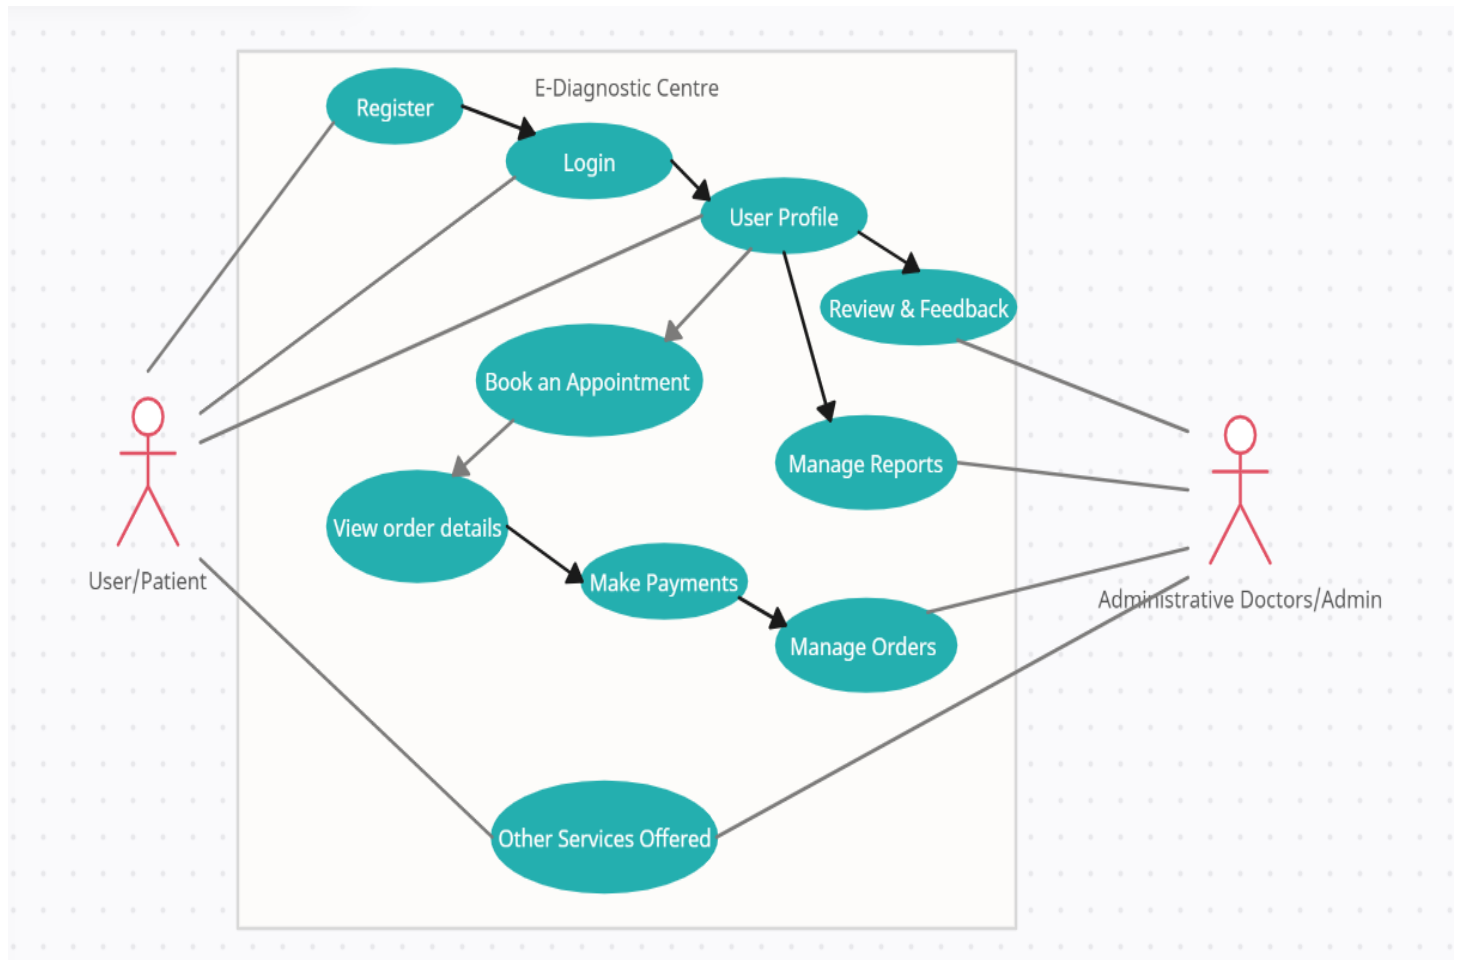 E-Diagnostic Centre
Register
Login
User Profile
Review & Feedback
Book an Appointment
Manage Reports
View order details
Make Payments
Manage Orders
Other Services Offered
User/Patient
Administrative Doctors/Admin